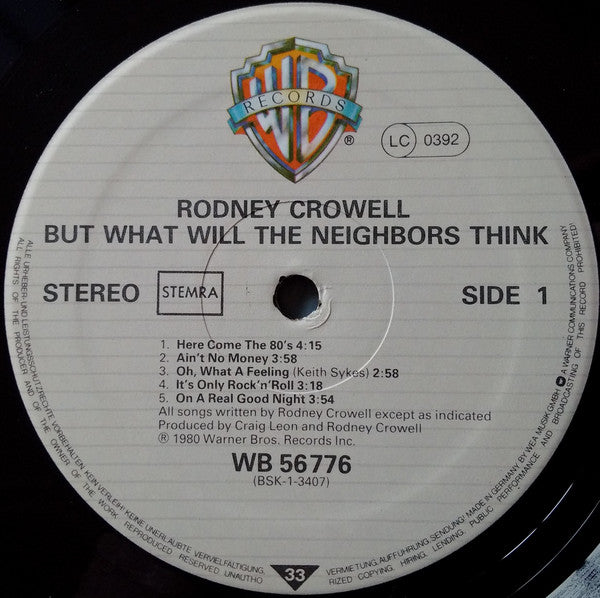 WB
RECORDS
®
LC 0392
RODNEY CROWELL
BUT WHAT WILL THE NEIGHBORS THINK
STEREO STEMRA SIDE 1
1. Here Come The 80's 4:15
2. Ain't No Money 3:58
3. Oh, What A Feeling (Keith Sykes) 2:58
4. It's Only Rock'n'Roll 3:18
5. On A Real Good Night 3:54
All songs written by Rodney Crowell except as indicated
Produced by Craig Leon and Rodney Crowell
℗ 1980 Warner Bros. Records Inc.
WB 56 776
(BSK-1-3407)
33
ALLE URHEBER- UND LEISTUNGSSCHUTZRECHTE VORBEHALTEN. KEIN VERLEIH! KEINE UNERLAUBTE VERVIELFÄLTIGUNG,
VERMIETUNG, AUFFÜHRUNG, SENDUNG! MADE IN GERMANY BY WEA MUSIK GMBH. A WARNER COMMUNICATIONS COMPANY
ALL RIGHTS OF THE PRODUCER AND OF THE OWNER OF THE WORK REPRODUCED RESERVED UNAUTHO
RIZED COPYING, HIRING, LENDING, PUBLIC PERFORMANCE AND BROADCASTING OF THIS RECORD PROHIBITED!